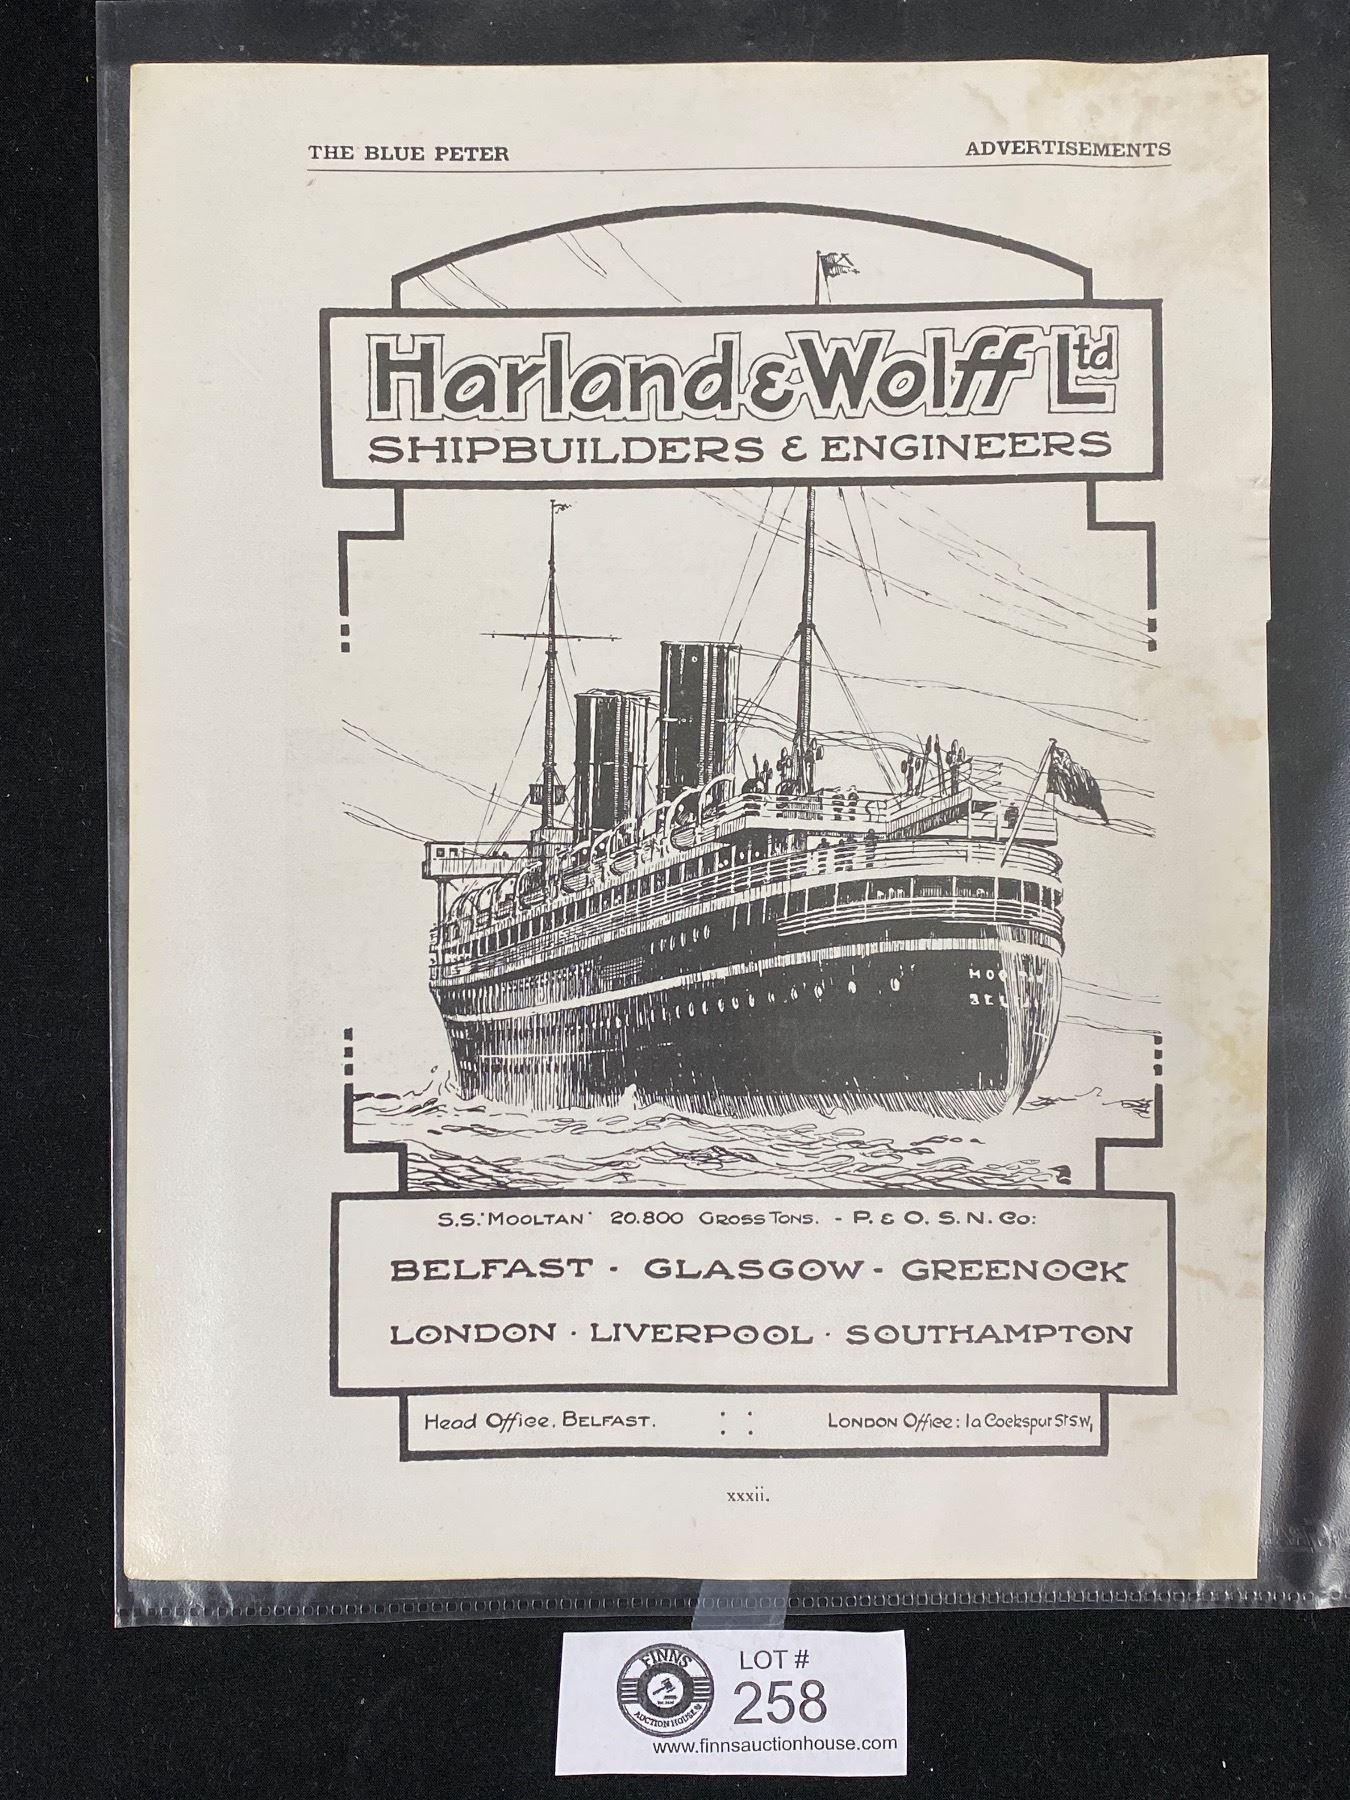 THE BLUE PETER ADVERTISEMENTS
Harland & Wolff Ltd
SHIPBUILDERS & ENGINEERS
S.S. 'MOOLTAN' 20.800 GROSS TONS. - P. & O. S. N. Co:
BELFAST · GLASGOW - GREENOCK
LONDON · LIVERPOOL · SOUTHAMPTON
Head Office, BELFAST. : : LONDON Office: 1a Cockspur St S.W,
xxxii.
FINNS
AUCTION HOUSE
LOT #
258
www.finnsauctionhouse.com